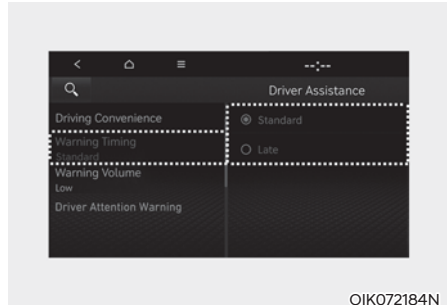 --:--
Driver Assistance
Driving Convenience
Warning Timing
Standard
Warning Volume
Low
Driver Attention Warning
Standard
Late
OIK072184N